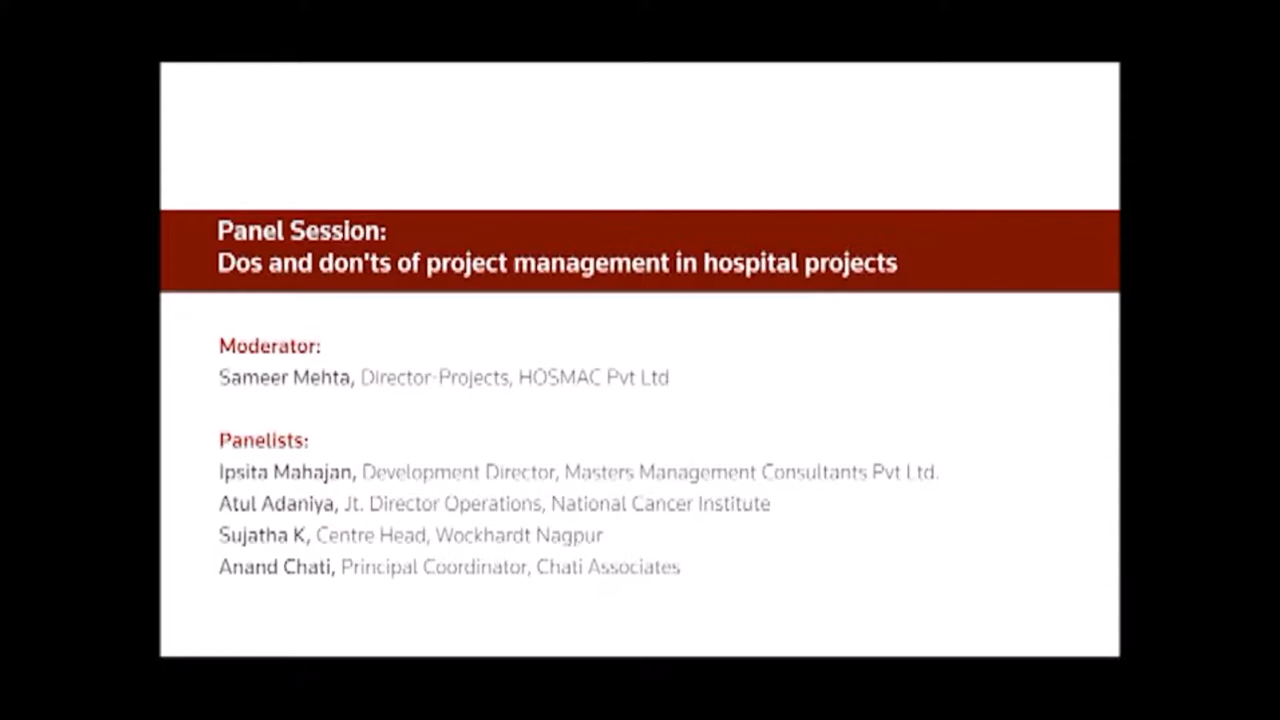 Panel Session:
Dos and don'ts of project management in hospital projects
Moderator:
Sameer Mehta, Director-Projects, HOSMAC Pvt Ltd
Panelists:
Ipsita Mahajan, Development Director, Masters Management Consultants Pvt Ltd.
Atul Adaniya, Jt. Director Operations, National Cancer Institute
Sujatha K, Centre Head, Wockhardt Nagpur
Anand Chati, Principal Coordinator, Chati Associates